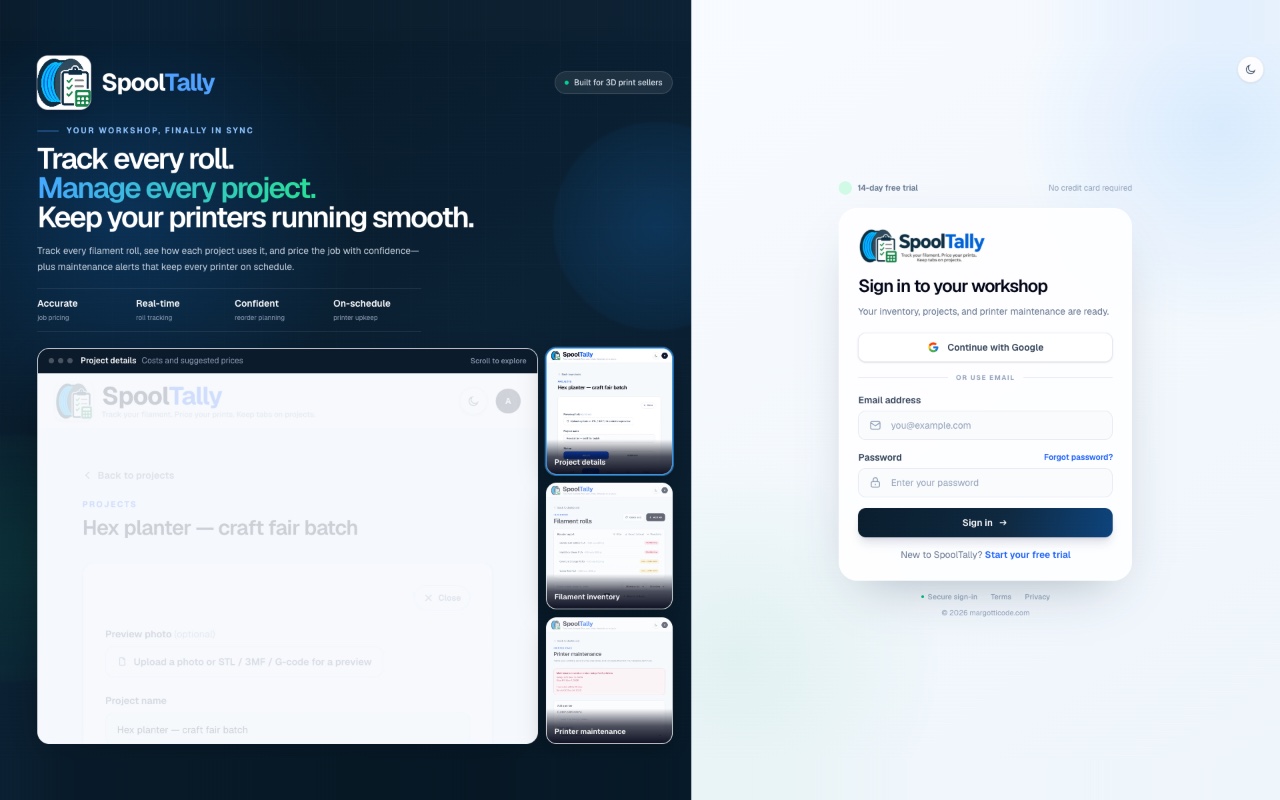 SpoolTally
Built for 3D print sellers
YOUR WORKSHOP, FINALLY IN SYNC
Track every roll.
Manage every project.
Keep your printers running smooth.
Track every filament roll, see how each project uses it, and price the job with confidence—
plus maintenance alerts that keep every printer on schedule.
Accurate
job pricing
Real-time
roll tracking
Confident
reorder planning
On-schedule
printer upkeep
Project details Costs and suggested prices
Scroll to explore
SpoolTally
Track your filament. Price your prints. Keep tabs on projects.
A
Back to projects
PROJECTS
Hex planter — craft fair batch
Close
Preview photo (optional)
Upload a photo or STL / 3MF / G-code for a preview
Project name
Hex planter — craft fair batch
SpoolTally
Hex planter — craft fair batch
Project details
SpoolTally
Filament rolls
Filament inventory
SpoolTally
Printer maintenance
Printer maintenance
14-day free trial
No credit card required
SpoolTally
Track your filament. Price your prints.
Keep tabs on projects.
Sign in to your workshop
Your inventory, projects, and printer maintenance are ready.
Continue with Google
OR USE EMAIL
Email address
you@example.com
Password
Forgot password?
Enter your password
Sign in →
New to SpoolTally? Start your free trial
Secure sign-in
Terms
Privacy
© 2026 margotticode.com